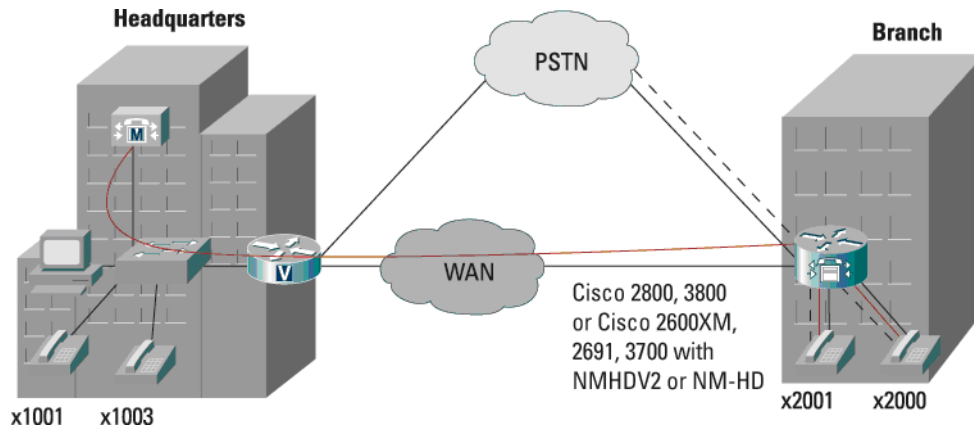 Headquarters
Branch
PSTN
M
V
WAN
Cisco 2800, 3800
or Cisco 2600XM,
2691, 3700 with
NMHDV2 or NM-HD
x1001
x1003
x2001
x2000